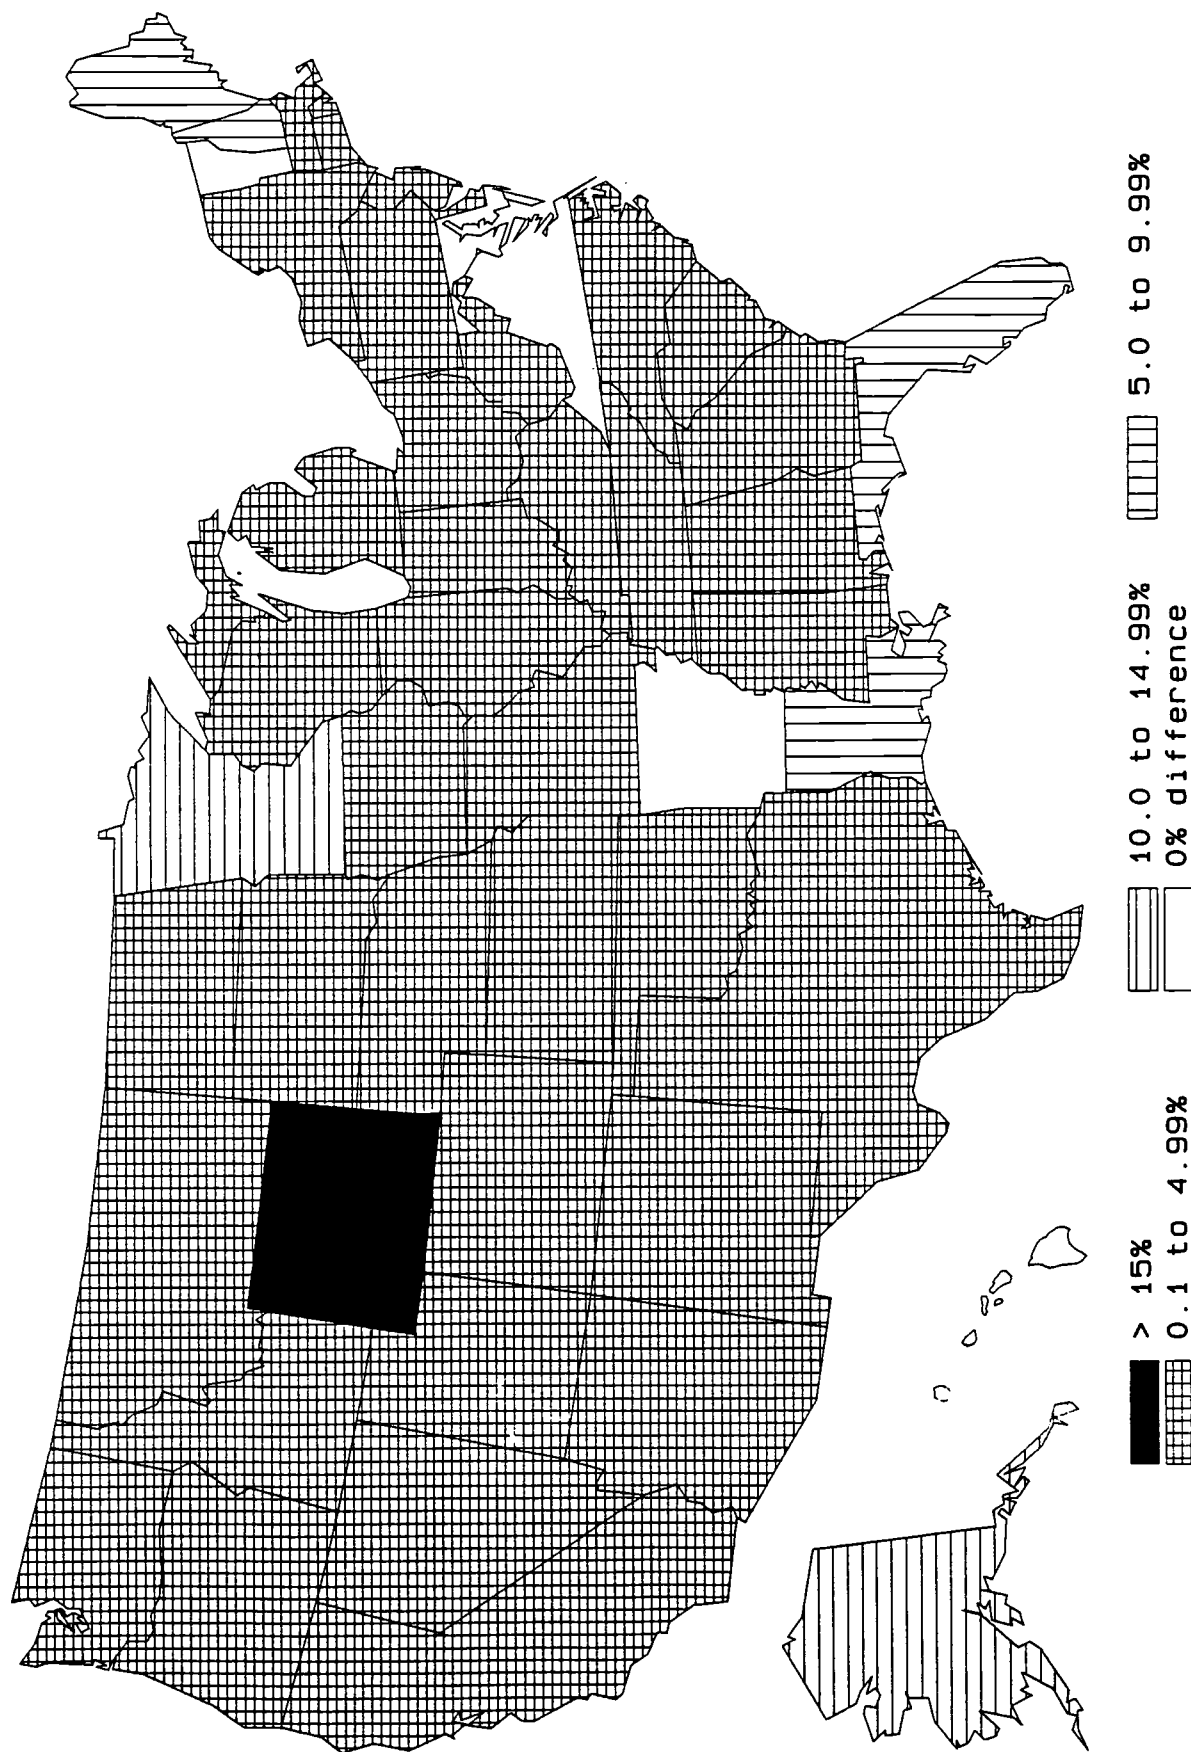 > 15%
10.0 to 14.99%
5.0 to 9.99%
0.1 to 4.99%
0% difference